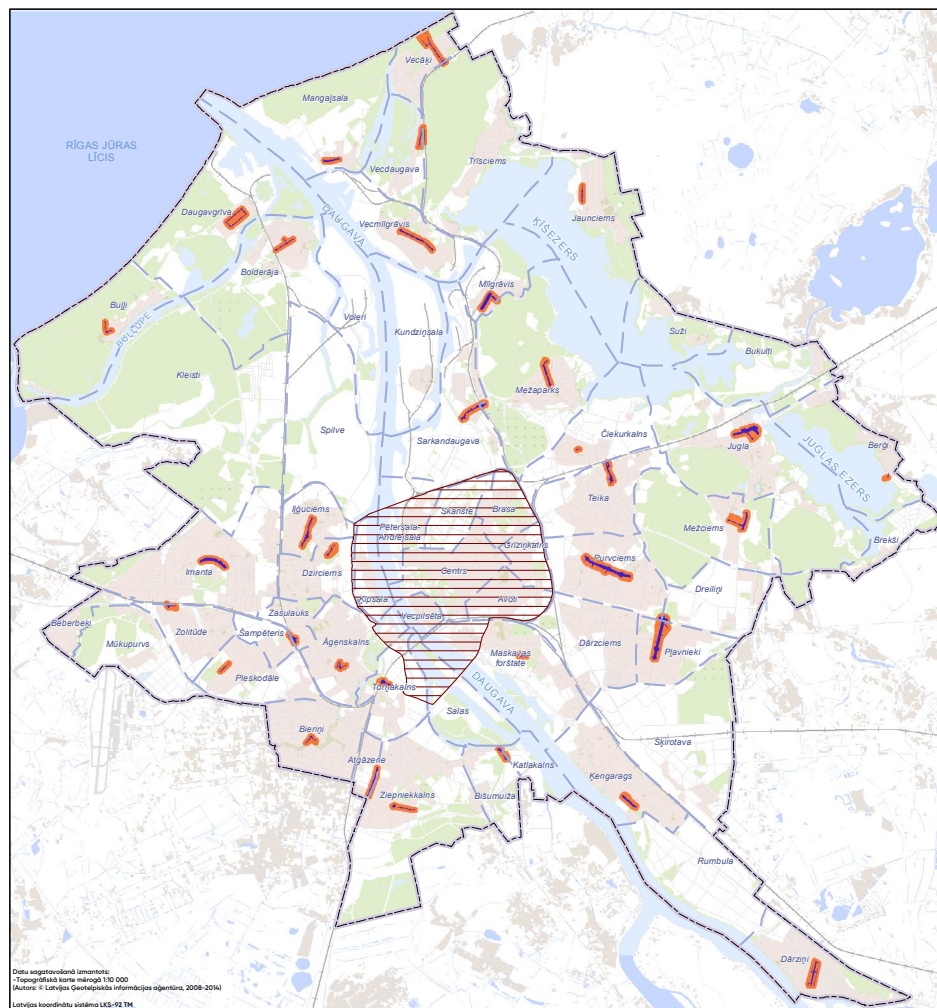 Vecāķi
Mangaļsala
RĪGAS JŪRAS
LĪCIS
Vecdaugava
Trīsciems
Jaunciems
Daugavgrīva
DAUGAVA
Vecmīlgrāvis
ĶĪŠEZERS
Bolderāja
Mīlgrāvis
Buļļi
BUĻĻUPE
Voleri
Kundziņsala
Suži
Bukulti
Kleisti
Mežaparks
Spilve
Sarkandaugava
Čiekurkalns
Jugla
JUGLAS EZERS
Berģi
Teika
Iļģuciems
Skanste
Brasa
Mežciems
Pētersala-
Andrejsala
Grīziņkalns
Brekši
Imanta
Dzirciems
Centrs
Purvciems
Dreiliņi
Ķīpsala
Avoti
Zasulauks
Vecpilsēta
Beberbeķi
Mūkupurvs
Zolitūde
Šampēteris
Āgenskalns
Maskavas
forštate
Dārzciems
Pļavnieki
Pleskodāle
Torņakalns
DAUGAVA
Salas
Bieriņi
Atgāzene
Katlakalns
Šķirotava
Ķengarags
Ziepniekkalns
Bišumuiža
Rumbula
Dārziņi
Datu sagatavošanā izmantots:
-Topogrāfiskā karte mērogā 1:10 000
(Autors: © Latvijas Ģeotelpiskās informācijas aģentūra, 2008-2014)
Latvijas koordinātu sistēma LKS-92 TM